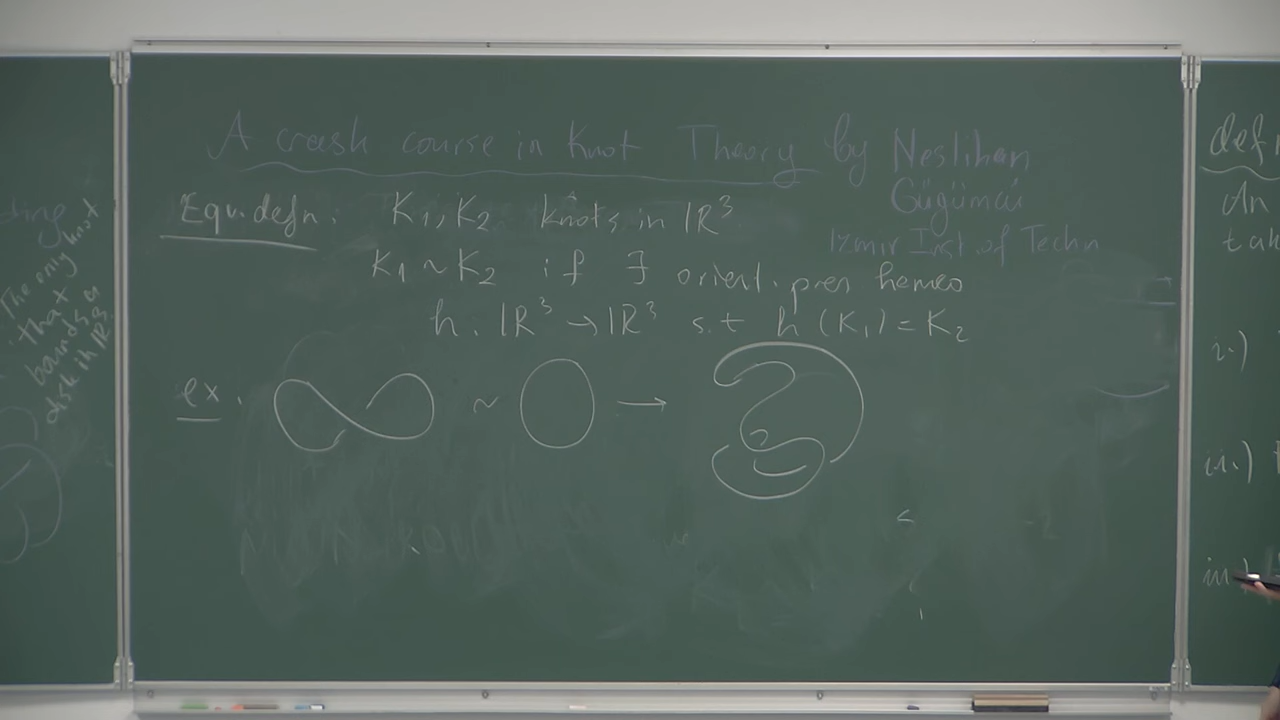 A crash course in Knot Theory by Neslihan
Gügümcü
Izmir Inst of Techn
Equ. defn: K₁, K₂ knots in ℝ³
K₁ ~ K₂ if ∃ orient. pres homeo
h: ℝ³ → ℝ³ s.t h(K₁) = K₂
ex. ~ →
The only knot
that
bounds a
disk in ℝ³
def
An
tak